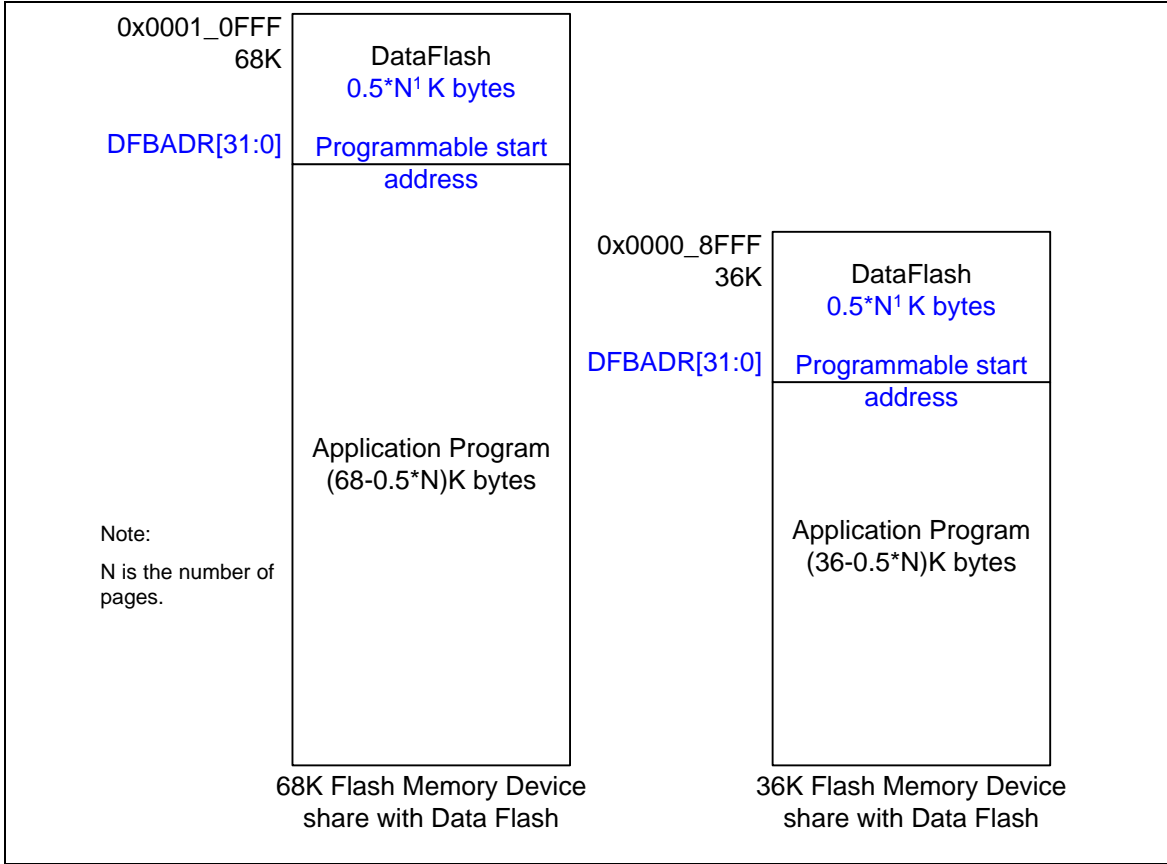 0x0001_0FFF
68K
DataFlash
0.5*N¹ K bytes
DFBADR[31:0]
Programmable start
address
Application Program
(68-0.5*N)K bytes
Note:
N is the number of
pages.
68K Flash Memory Device
share with Data Flash
0x0000_8FFF
36K
DataFlash
0.5*N¹ K bytes
DFBADR[31:0]
Programmable start
address
Application Program
(36-0.5*N)K bytes
36K Flash Memory Device
share with Data Flash